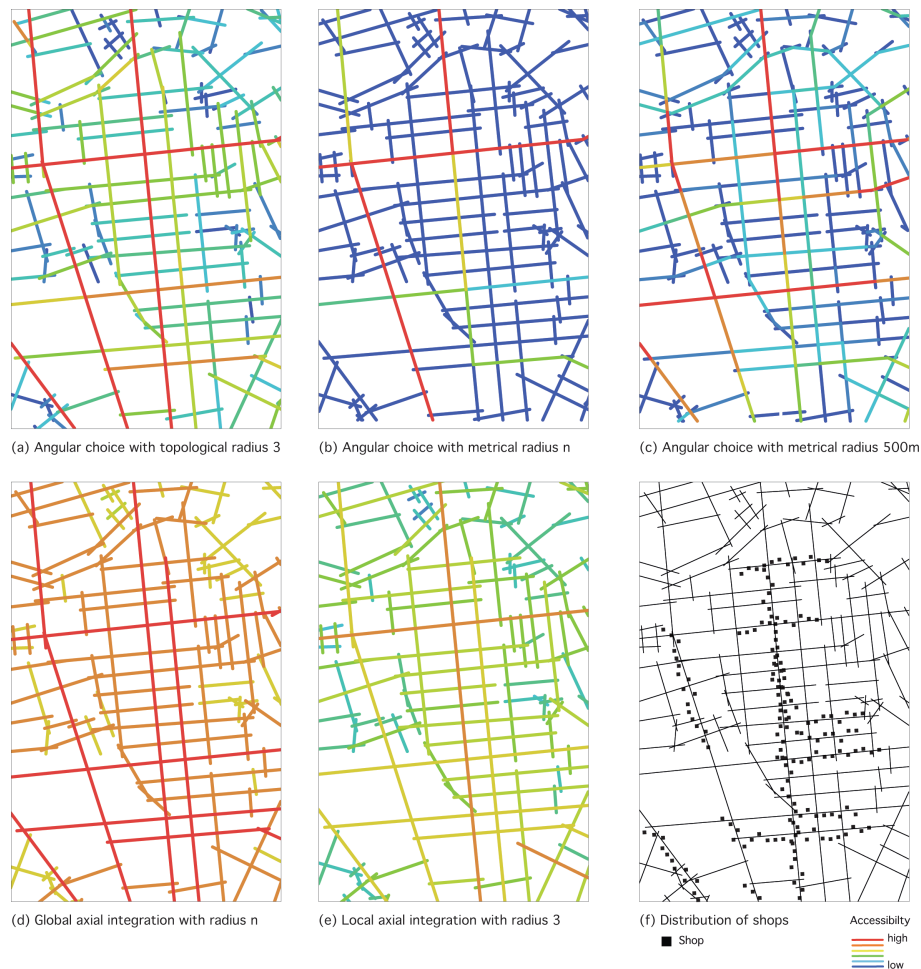 (a) Angular choice with topological radius 3
(b) Angular choice with metrical radius n
(c) Angular choice with metrical radius 500m
(d) Global axial integration with radius n
(e) Local axial integration with radius 3
(f) Distribution of shops
Shop
Accessibilty
high
low